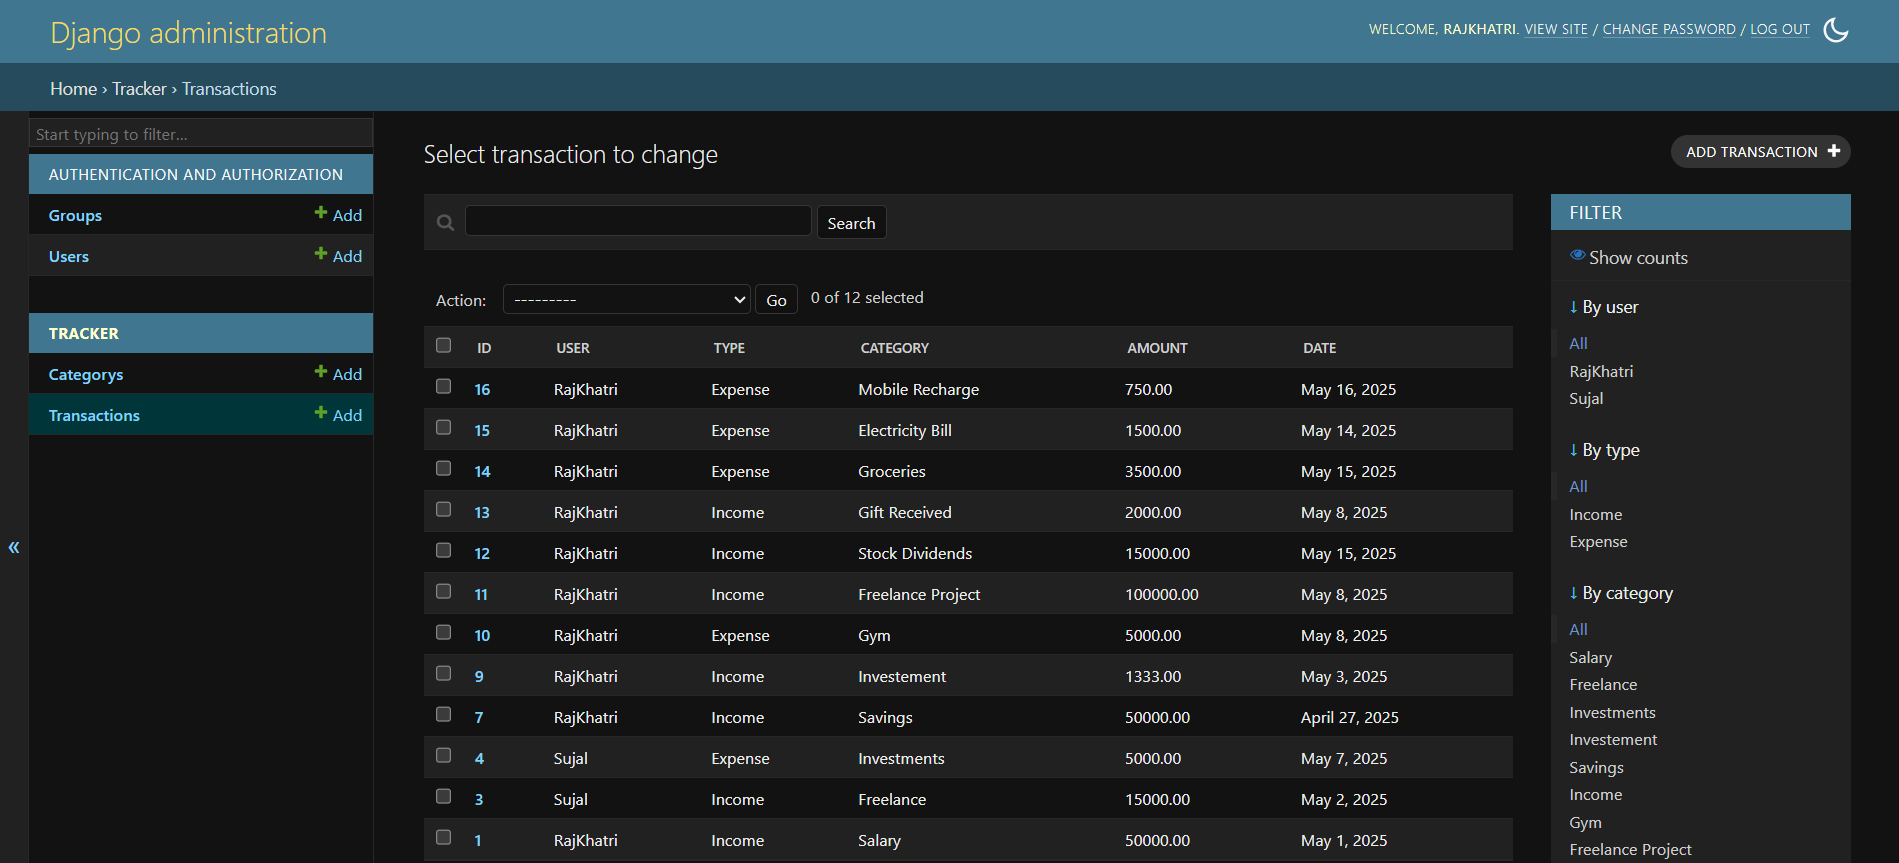 Django administration
WELCOME, RAJKHATRI. VIEW SITE / CHANGE PASSWORD / LOG OUT
Home › Tracker › Transactions
Start typing to filter...
AUTHENTICATION AND AUTHORIZATION
Groups + Add
Users + Add
TRACKER
Categorys + Add
Transactions + Add
«
Select transaction to change
ADD TRANSACTION +
Search
Action: --------- Go 0 of 12 selected
ID USER TYPE CATEGORY AMOUNT DATE
16 RajKhatri Expense Mobile Recharge 750.00 May 16, 2025
15 RajKhatri Expense Electricity Bill 1500.00 May 14, 2025
14 RajKhatri Expense Groceries 3500.00 May 15, 2025
13 RajKhatri Income Gift Received 2000.00 May 8, 2025
12 RajKhatri Income Stock Dividends 15000.00 May 15, 2025
11 RajKhatri Income Freelance Project 100000.00 May 8, 2025
10 RajKhatri Expense Gym 5000.00 May 8, 2025
9 RajKhatri Income Investement 1333.00 May 3, 2025
7 RajKhatri Income Savings 50000.00 April 27, 2025
4 Sujal Expense Investments 5000.00 May 7, 2025
3 Sujal Income Freelance 15000.00 May 2, 2025
1 RajKhatri Income Salary 50000.00 May 1, 2025
FILTER
Show counts
↓ By user
All
RajKhatri
Sujal
↓ By type
All
Income
Expense
↓ By category
All
Salary
Freelance
Investments
Investement
Savings
Income
Gym
Freelance Project